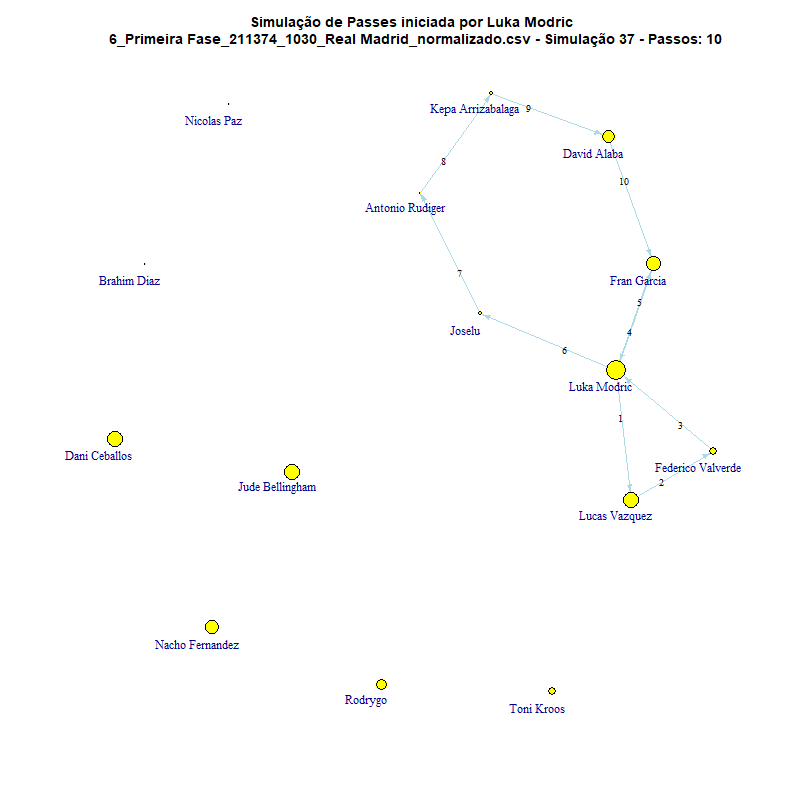 Simulação de Passes iniciada por Luka Modric
6_Primeira Fase_211374_1030_Real Madrid_normalizado.csv - Simulação 37 - Passos: 10
Kepa Arrizabalaga
9
Nicolas Paz
David Alaba
8
10
Antonio Rudiger
7
Brahim Diaz
Fran Garcia
5
Joselu
4
6
Luka Modric
1
3
Dani Ceballos
Federico Valverde
Jude Bellingham
2
Lucas Vazquez
Nacho Fernandez
Rodrygo
Toni Kroos